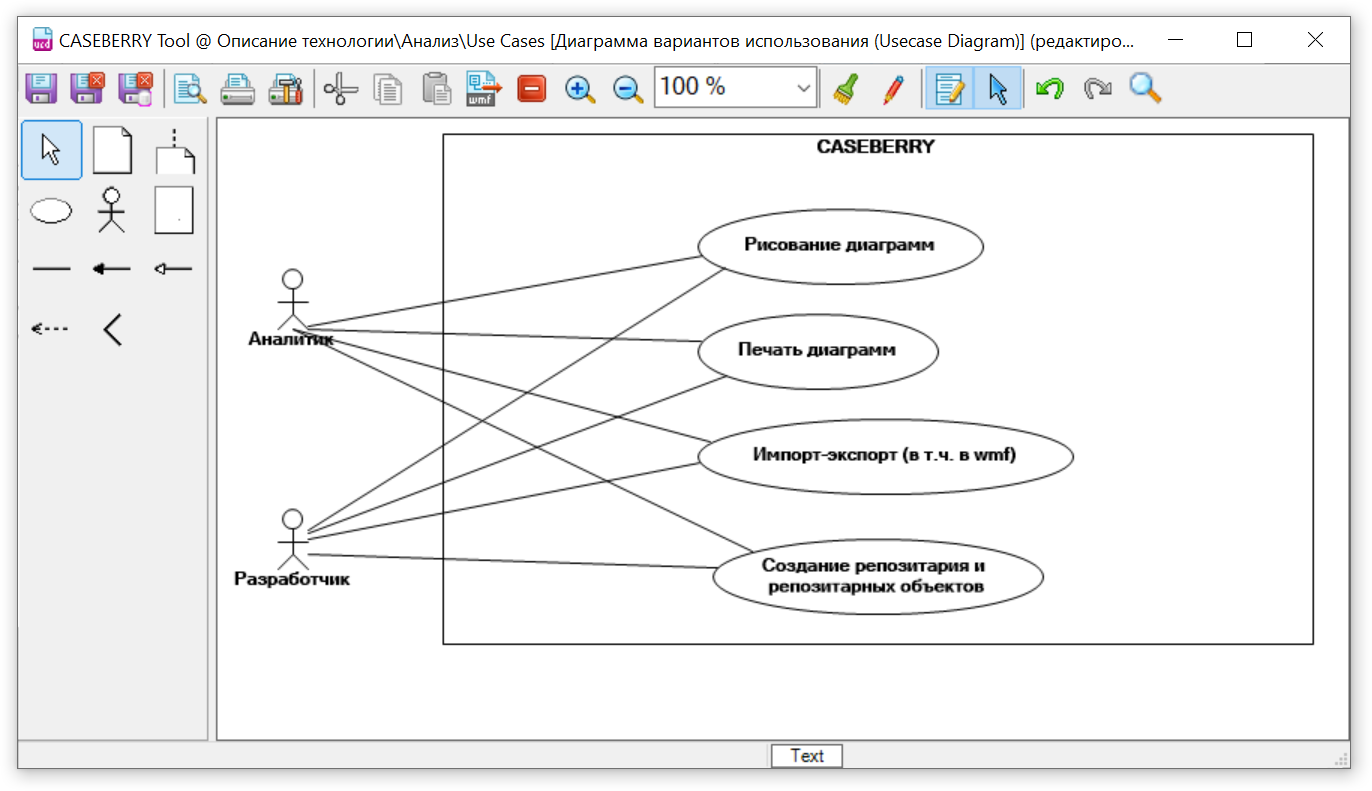 CASEBERRY Tool @ Описание технологии\Анализ\Use Cases [Диаграмма вариантов использования (Usecase Diagram)] (редактиро...
ucd
wmf
100 %
CASEBERRY
Рисование диаграмм
Аналитик
Печать диаграмм
Импорт-экспорт (в т.ч. в wmf)
Разработчик
Создание репозитария и
репозитарных объектов
Text